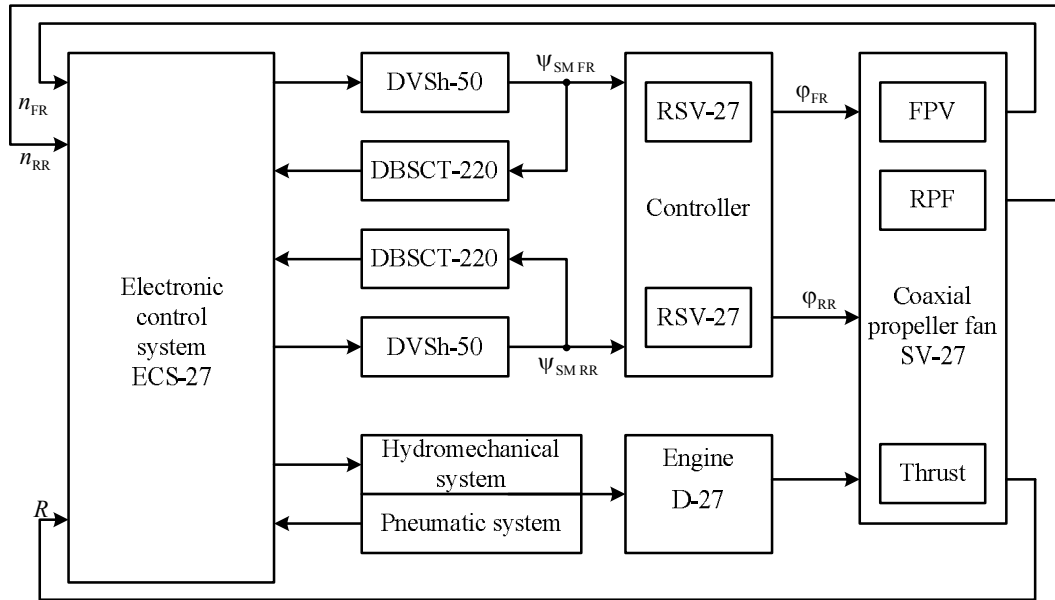 n_FR
n_RR
R
Electronic
control
system
ECS-27
DVSh-50
DBSCT-220
DBSCT-220
DVSh-50
ψ_SM FR
ψ_SM RR
Hydromechanical
system
Pneumatic system
RSV-27
Controller
RSV-27
Engine
D-27
φ_FR
φ_RR
FPV
RPF
Coaxial
propeller fan
SV-27
Thrust